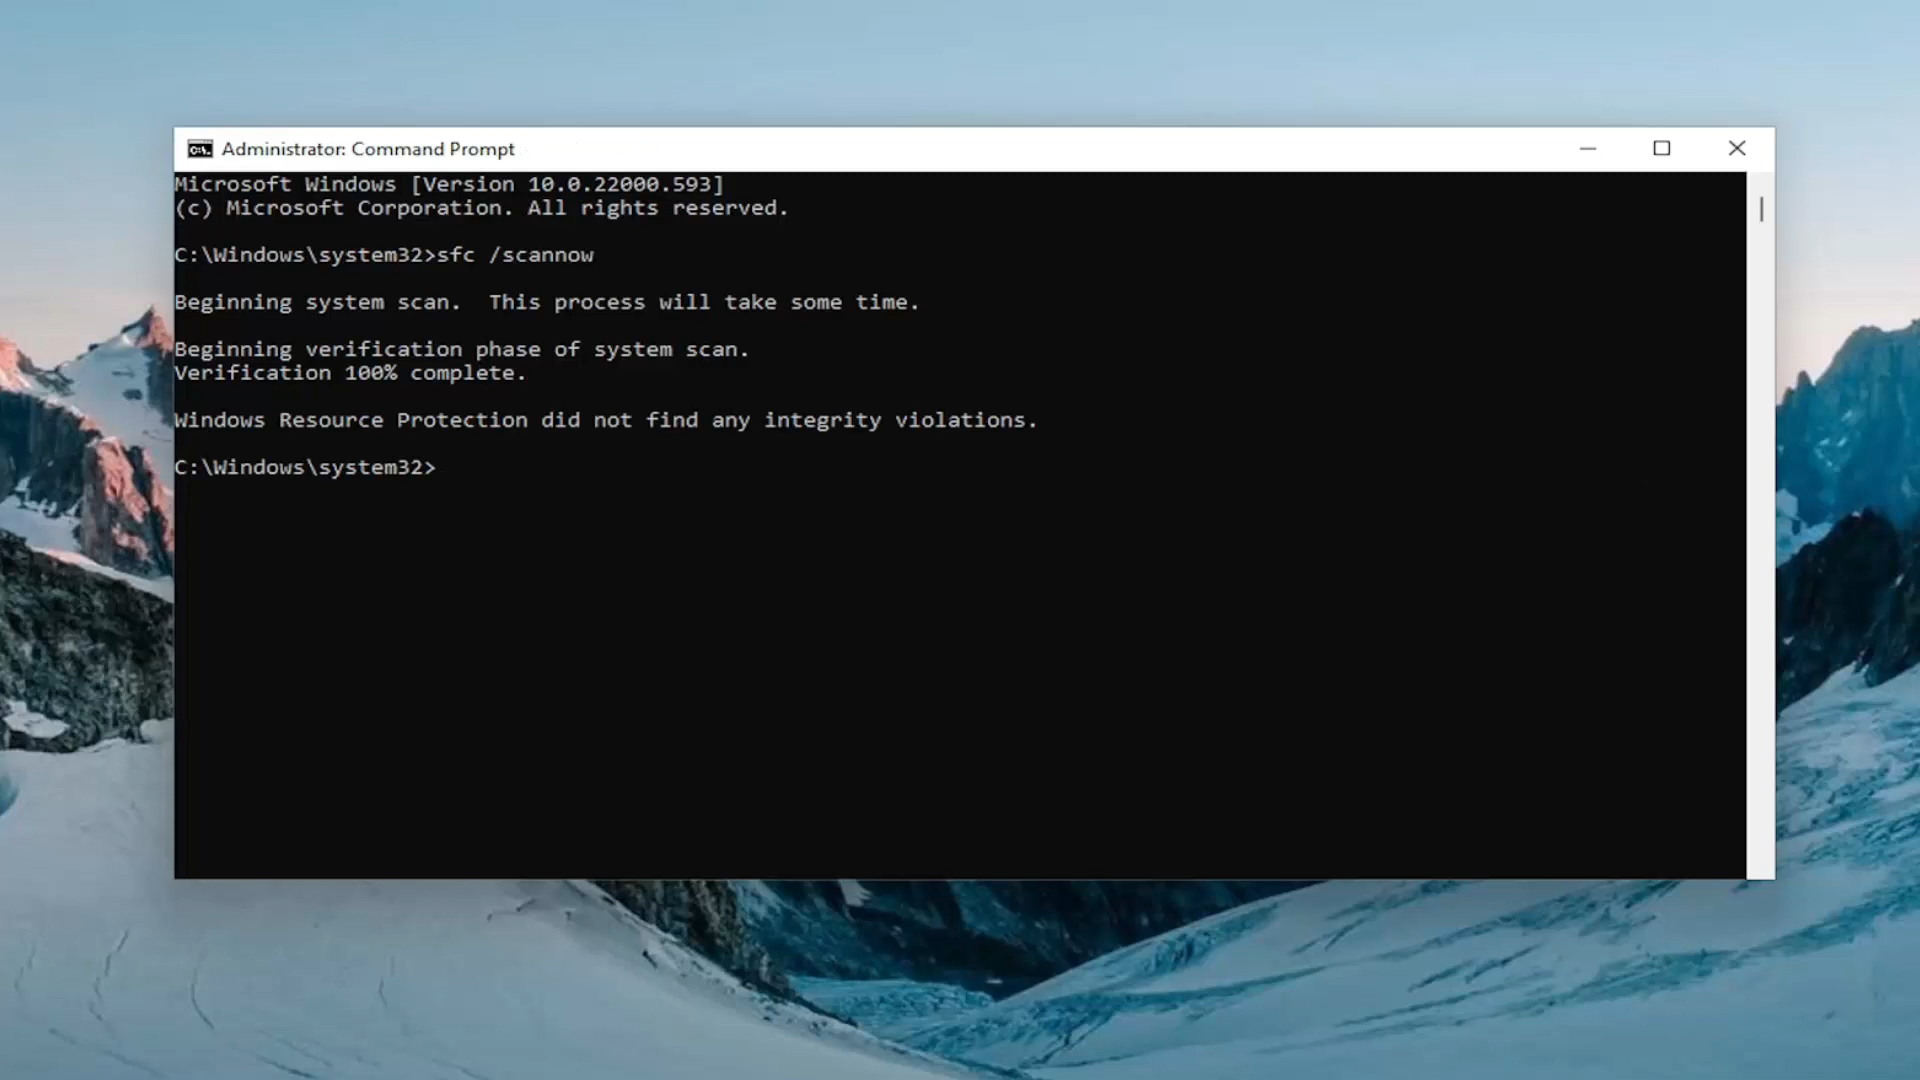 Administrator: Command Prompt
Microsoft Windows [Version 10.0.22000.593]
(c) Microsoft Corporation. All rights reserved.
C:\Windows\system32>sfc /scannow
Beginning system scan.  This process will take some time.
Beginning verification phase of system scan.
Verification 100% complete.
Windows Resource Protection did not find any integrity violations.
C:\Windows\system32>